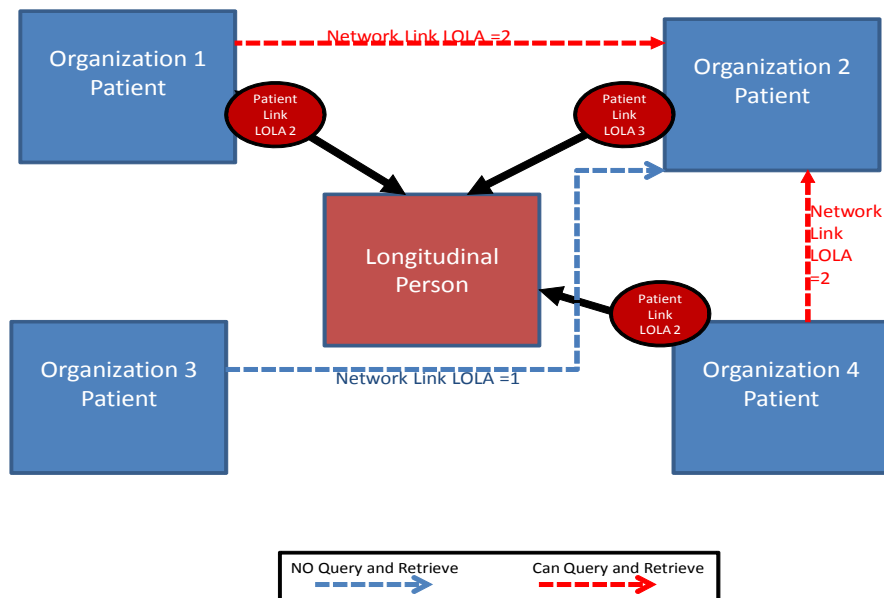 Network Link LOLA =2
Organization 1
Patient
Organization 2
Patient
Patient
Link
LOLA 2
Patient
Link
LOLA 3
Network
Link
LOLA
=2
Longitudinal
Person
Patient
Link
LOLA 2
Organization 3
Patient
Network Link LOLA =1
Organization 4
Patient
NO Query and Retrieve
Can Query and Retrieve